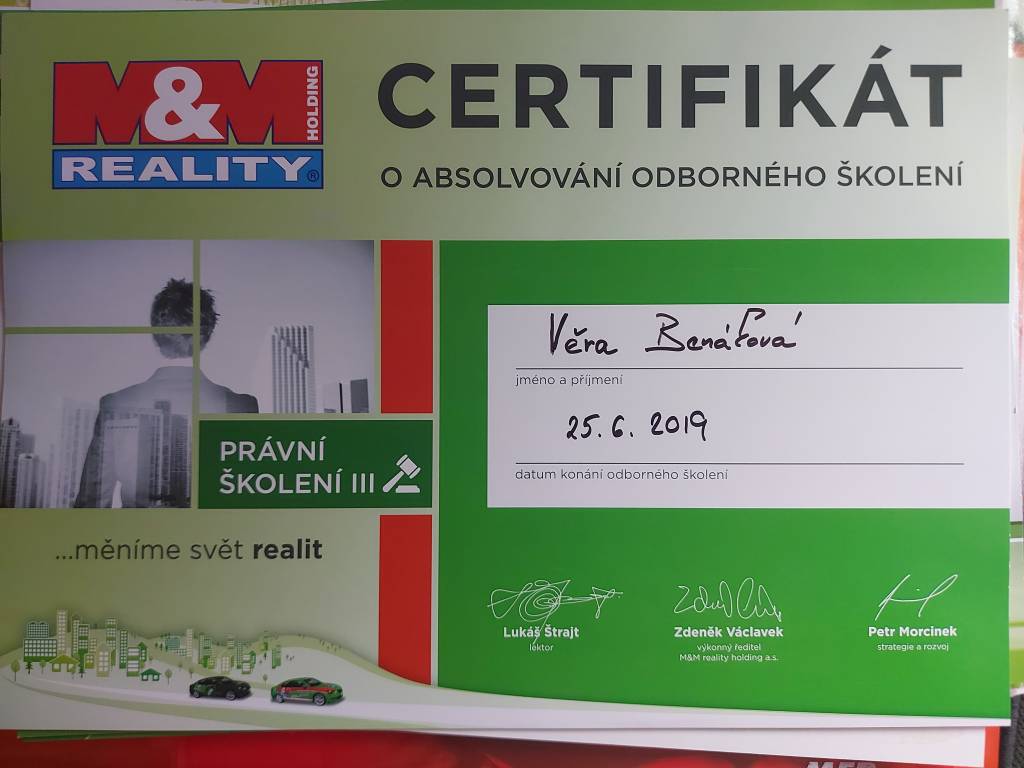 M&M HOLDING
REALITY®
CERTIFIKÁT
O ABSOLVOVÁNÍ ODBORNÉHO ŠKOLENÍ
Věra Benáťová
jméno a příjmení
25. 6. 2019
datum konání odborného školení
PRÁVNÍ
ŠKOLENÍ III
...měníme svět realit
Lukáš Štrajt
lektor
Zdeněk Václavek
výkonný ředitel
M&M reality holding a.s.
Petr Morcinek
strategie a rozvoj